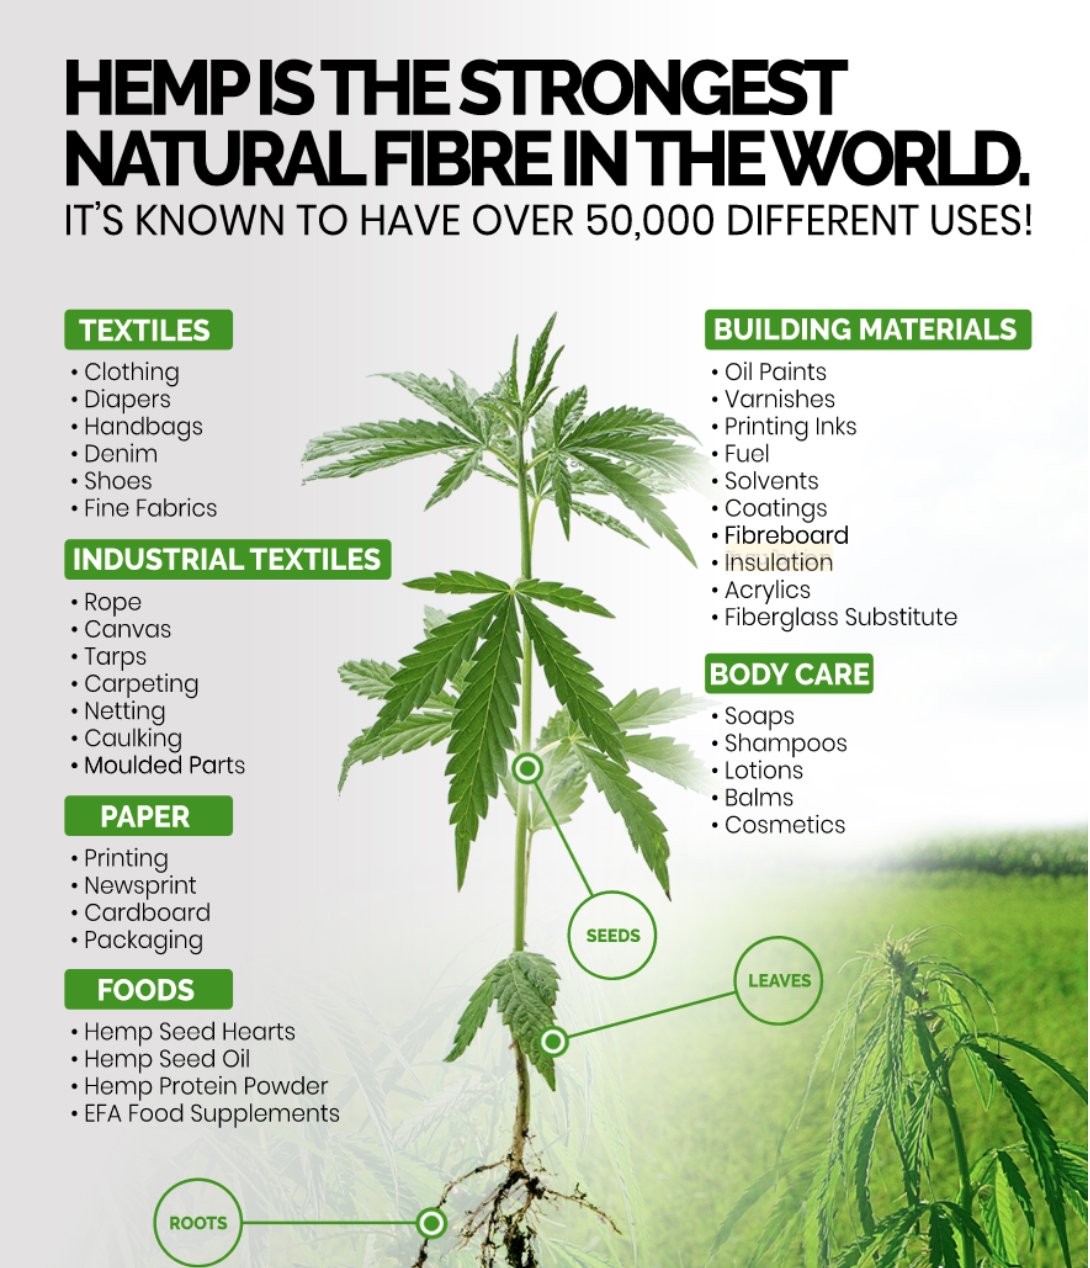 HEMP IS THE STRONGEST
NATURAL FIBRE IN THE WORLD.
IT'S KNOWN TO HAVE OVER 50,000 DIFFERENT USES!
TEXTILES
• Clothing
• Diapers
• Handbags
• Denim
• Shoes
• Fine Fabrics
INDUSTRIAL TEXTILES
• Rope
• Canvas
• Tarps
• Carpeting
• Netting
• Caulking
• Moulded Parts
PAPER
• Printing
• Newsprint
• Cardboard
• Packaging
FOODS
• Hemp Seed Hearts
• Hemp Seed Oil
• Hemp Protein Powder
• EFA Food Supplements
BUILDING MATERIALS
• Oil Paints
• Varnishes
• Printing Inks
• Fuel
• Solvents
• Coatings
• Fibreboard
• Insulation
• Acrylics
• Fiberglass Substitute
BODY CARE
• Soaps
• Shampoos
• Lotions
• Balms
• Cosmetics
SEEDS
LEAVES
ROOTS